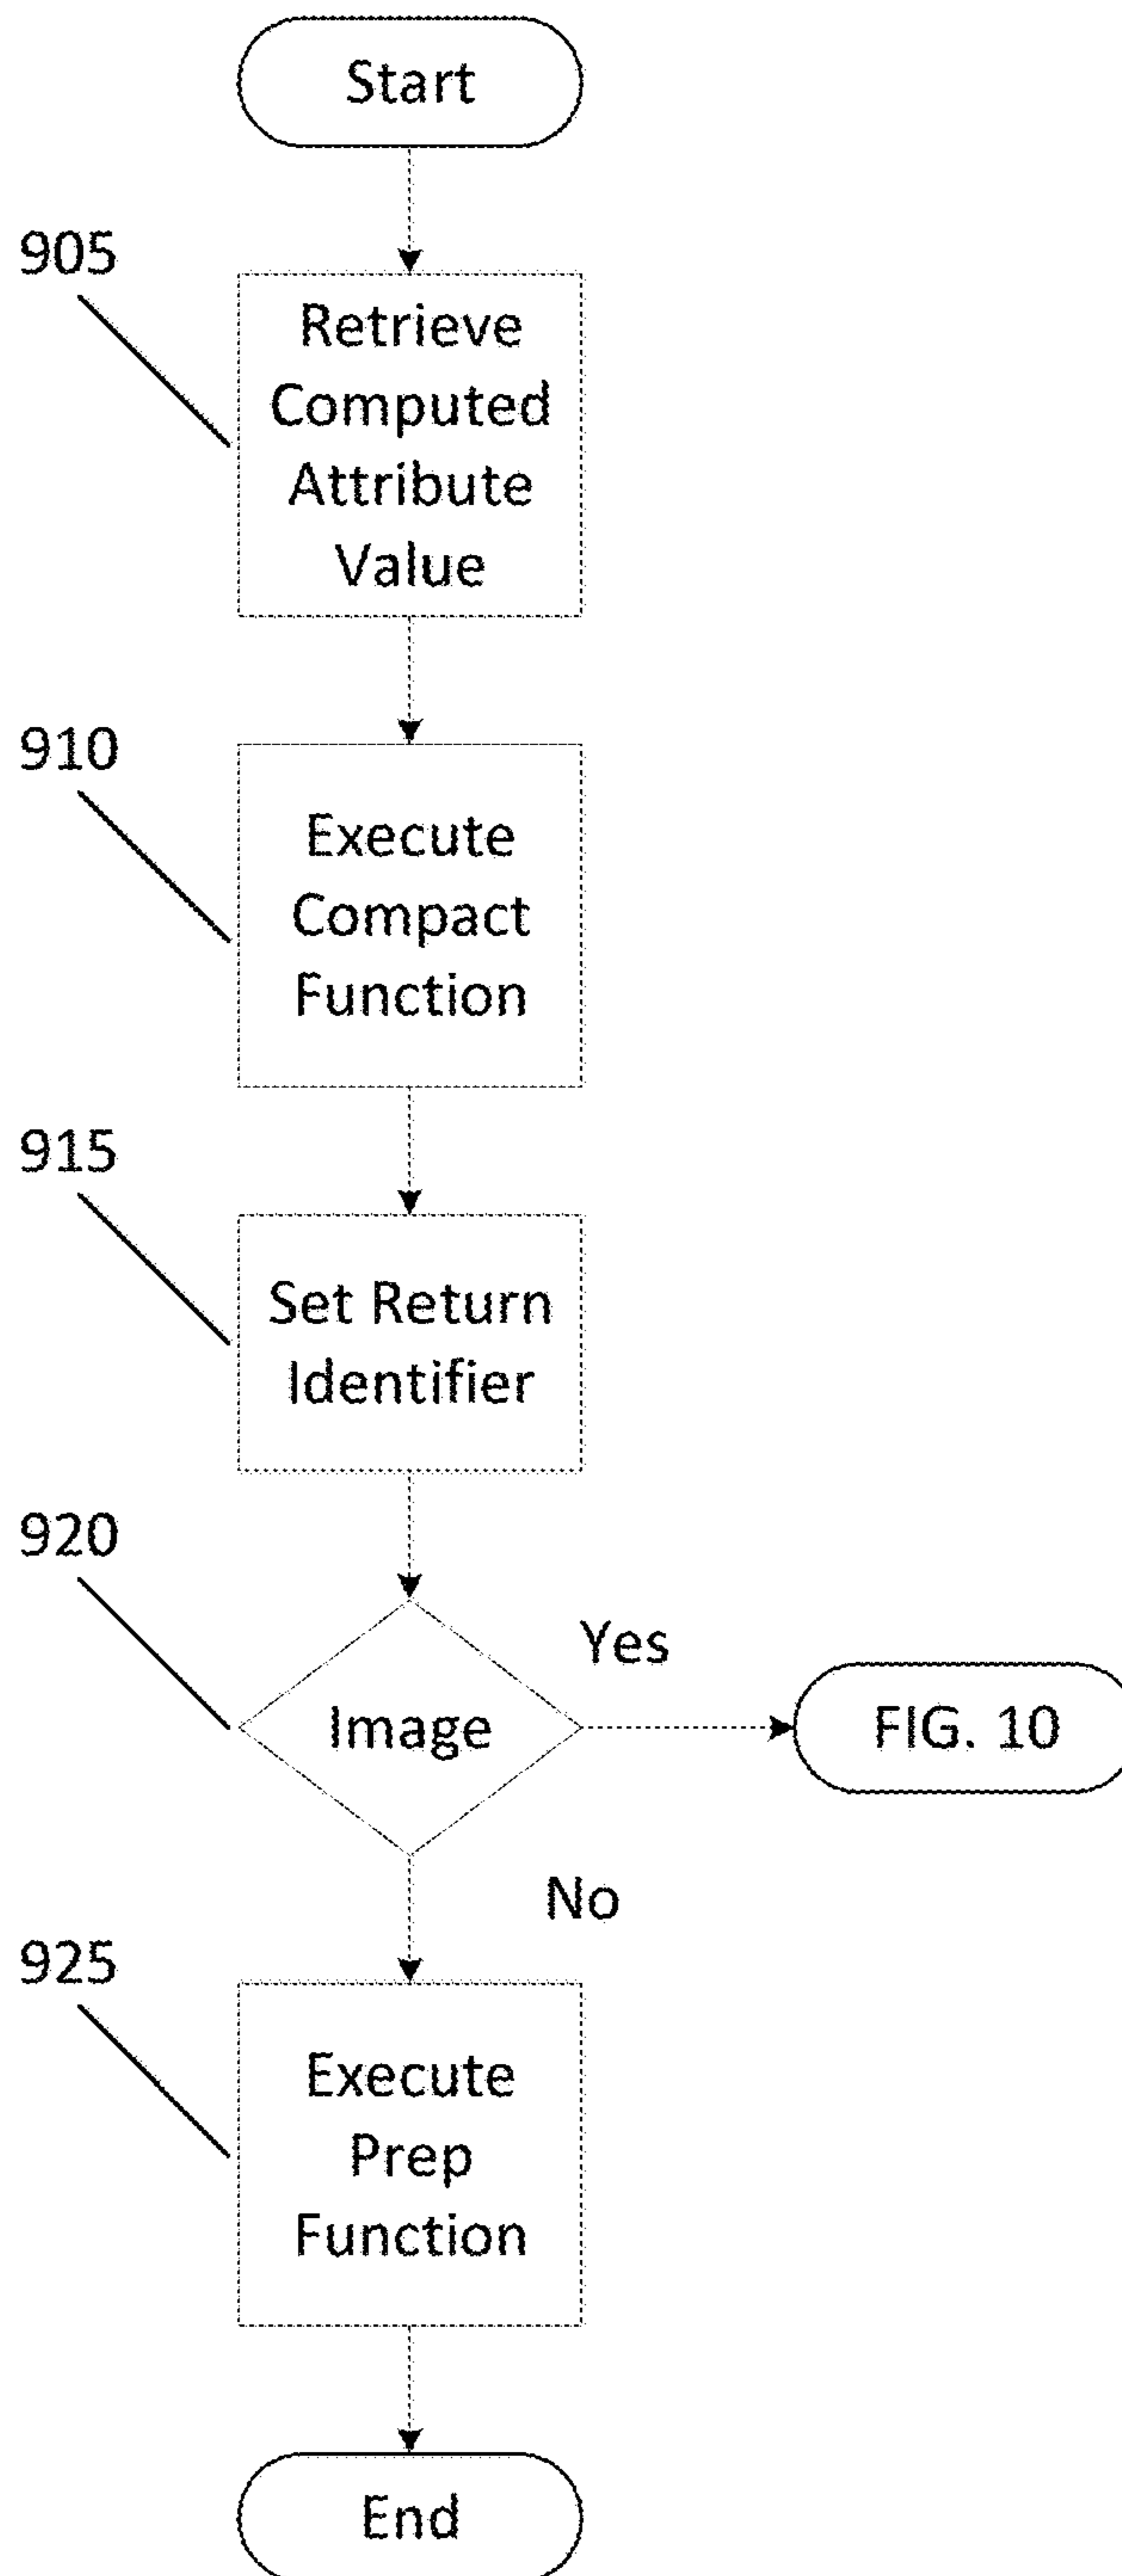 Start
905
Retrieve
Computed
Attribute
Value
910
Execute
Compact
Function
915
Set Return
Identifier
920
Image
Yes
FIG. 10
No
925
Execute
Prep
Function
End